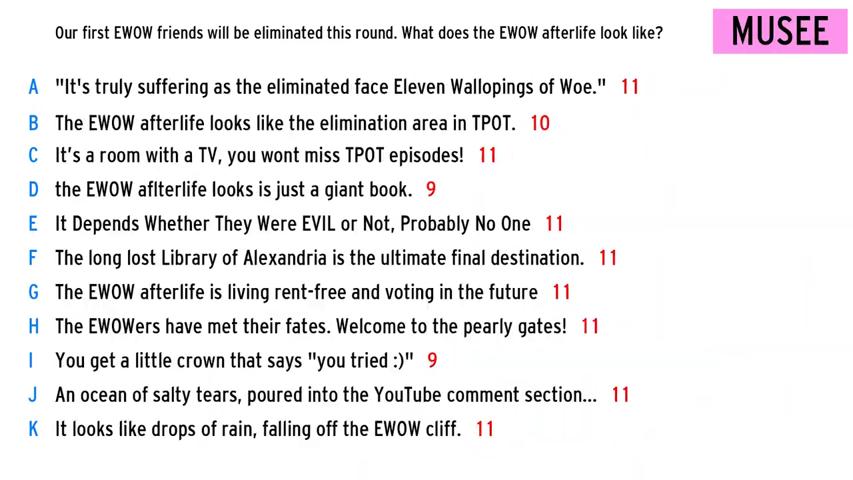 Our first EWOW friends will be eliminated this round. What does the EWOW afterlife look like?
MUSEE
A "It's truly suffering as the eliminated face Eleven Wallopings of Woe." 11
B The EWOW afterlife looks like the elimination area in TPOT. 10
C It's a room with a TV, you wont miss TPOT episodes! 11
D the EWOW aflterlife looks is just a giant book. 9
E It Depends Whether They Were EVIL or Not, Probably No One 11
F The long lost Library of Alexandria is the ultimate final destination. 11
G The EWOW afterlife is living rent-free and voting in the future 11
H The EWOWers have met their fates. Welcome to the pearly gates! 11
I You get a little crown that says "you tried :)" 9
J An ocean of salty tears, poured into the YouTube comment section... 11
K It looks like drops of rain, falling off the EWOW cliff. 11